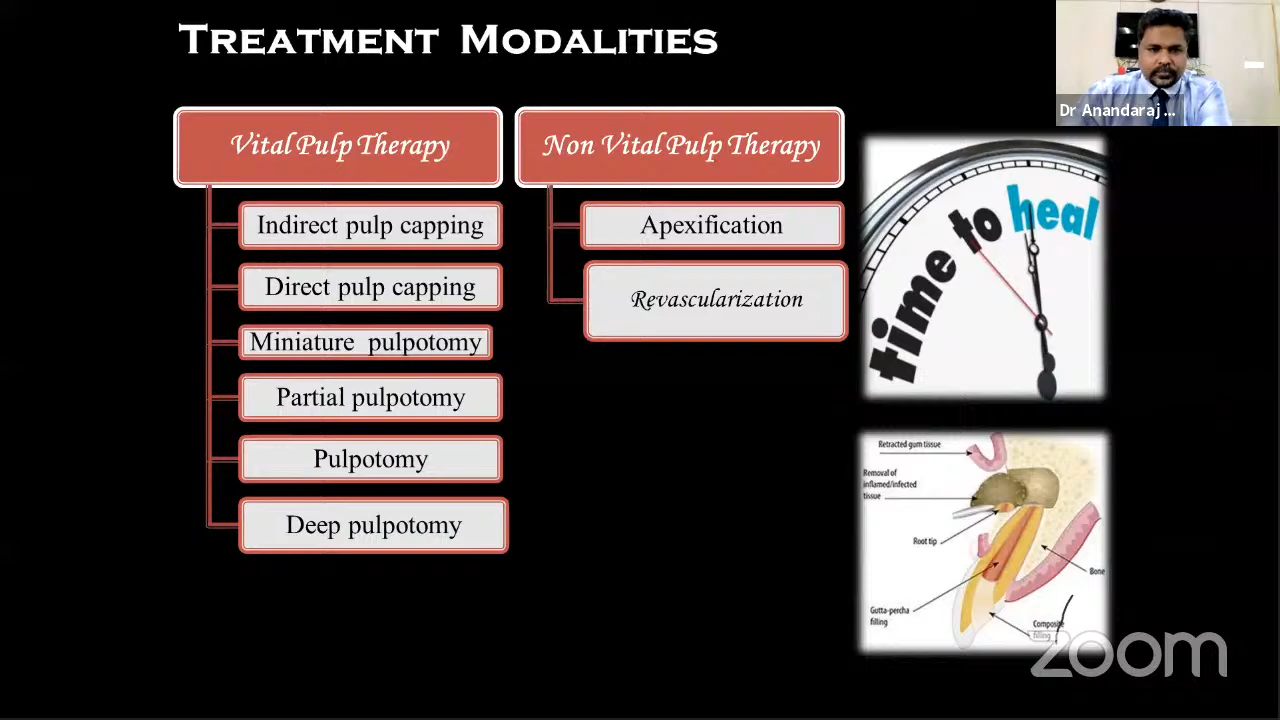 TREATMENT MODALITIES
Dr Anandaraj ...
Vital Pulp Therapy
Indirect pulp capping
Direct pulp capping
Miniature pulpotomy
Partial pulpotomy
Pulpotomy
Deep pulpotomy
Non Vital Pulp Therapy
Apexification
Revascularization
time to heal
Retracted gum tissue
Removal of
inflamed/infected
tissue
Root tip
Bone
Gutta-percha
filling
Composite
filling
zoom